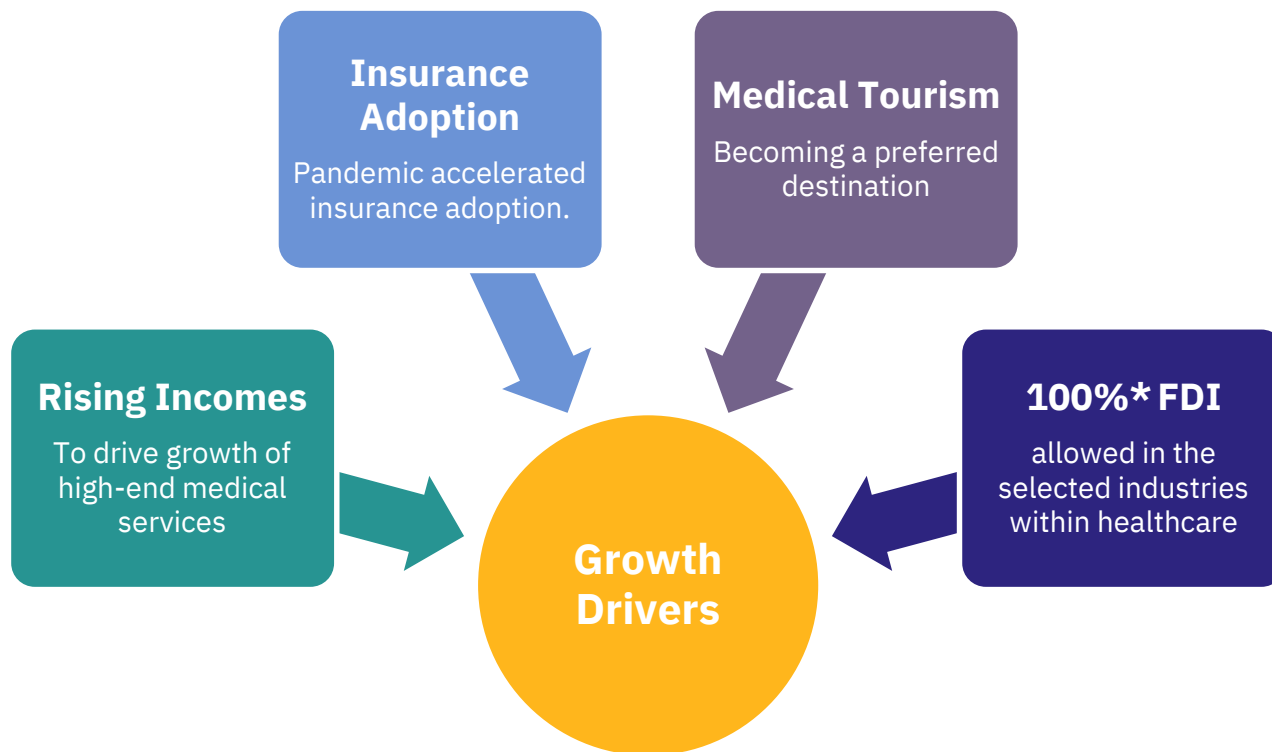 Insurance
Adoption
Pandemic accelerated
insurance adoption.
Medical Tourism
Becoming a preferred
destination
Rising Incomes
To drive growth of
high-end medical
services
100%* FDI
allowed in the
selected industries
within healthcare
Growth
Drivers